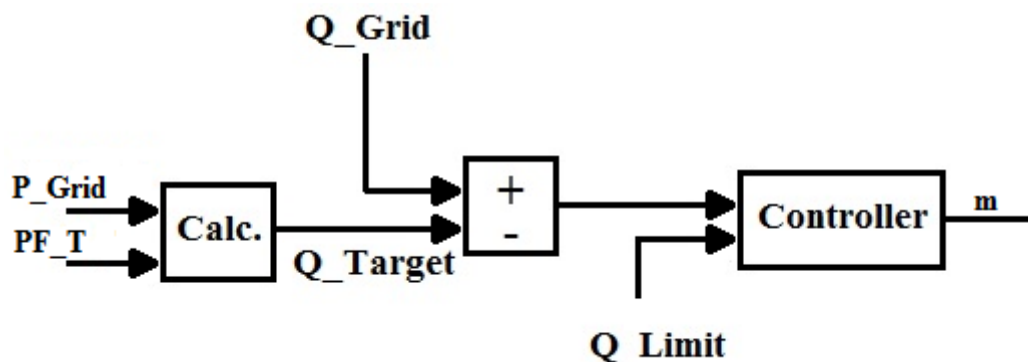 Q_Grid
P_Grid
PF_T
Calc.
Q_Target
+
-
Controller
m
Q_Limit